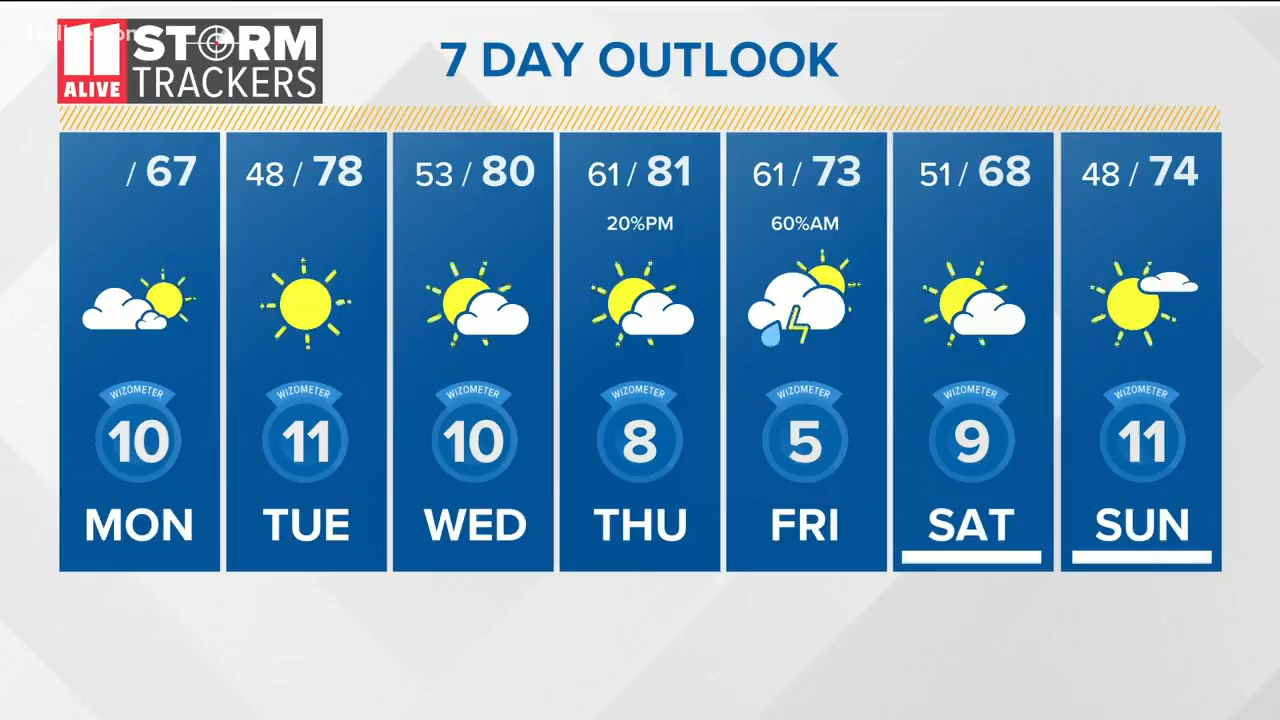 11
ALIVE
STORM
TRACKERS
7 DAY OUTLOOK
/ 67
48 / 78
53 / 80
61 / 81
61 / 73
51 / 68
48 / 74
20%PM
60%AM
WIZOMETER
WIZOMETER
WIZOMETER
WIZOMETER
WIZOMETER
WIZOMETER
WIZOMETER
10
11
10
8
5
9
11
MON
TUE
WED
THU
FRI
SAT
SUN